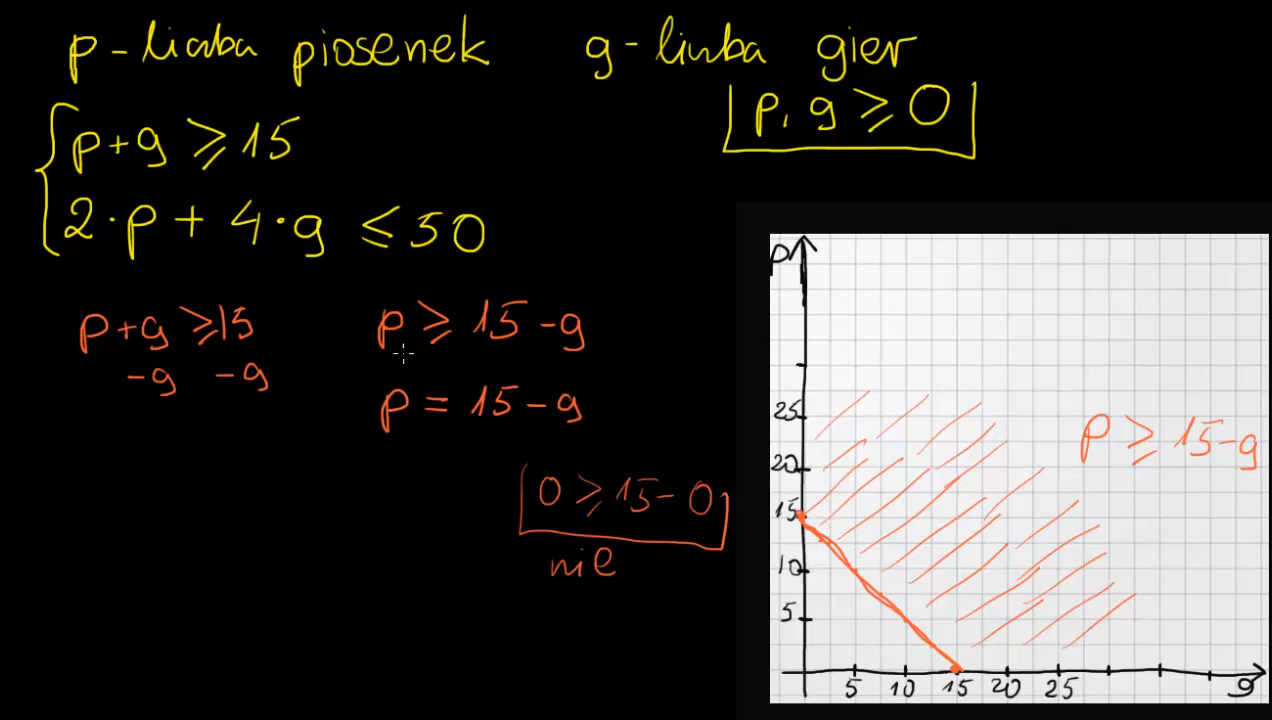 p - liczba piosenek g - liczba gier
p, g ≥ 0
p + g ≥ 15
2 · p + 4 · g ≤ 50
p + g ≥ 15
- g - g
p ≥ 15 - g
p = 15 - g
0 ≥ 15 - 0
nie
p
25
20
15
10
5
p ≥ 15 - g
5 10 15 20 25 g